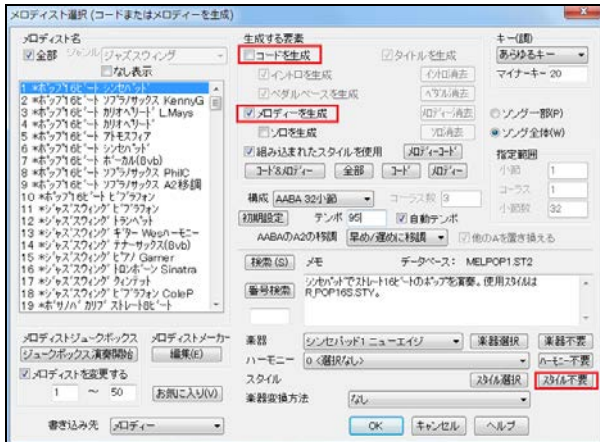 メロディスト選択 (コードまたはメロディーを生成)
メロディスト名
全部 ジャンル ジャズスウィング
なし表示
1 *ポップ16ビート シンセパッド
2 *ポップ16ビート ソプラノサックス KennyG
3 *ポップ16ビート カリオペリード L.Mays
4 *ポップ16ビート カリオペリード
5 *ポップ16ビート アトモスフィア
6 *ポップ16ビート シンセパッド
7 *ポップ16ビート ボーカル(8vb)
8 *ポップ16ビート ソプラノサックス PhilC
9 *ポップ16ビート ソプラノサックス A2移調
10 *ポップ16ビート ビブラフォン
11 *ジャズスウィング ビブラフォン
12 *ジャズスウィング トランペット
13 *ジャズスウィング ギター Wesハーモニー
14 *ジャズスウィング テナーサックス(8vb)
15 *ジャズスウィング ピアノ Garner
16 *ジャズスウィング トロンボーン Sinatra
17 *ジャズスウィング クインテット
18 *ジャズスウィング ビブラフォン ColeP
19 *ボサノバ カリプ ストレート8ビート
メロディストジュークボックス
ジュークボックス演奏開始
メロディストメーカー
編集(E)
メロディストを変更する
1 ~ 50
お気に入り(V)
書き込み先 メロディー
生成する要素
コードを生成
タイトルを生成
イントロを生成
イントロ消去
ペダルベースを生成
ペダル消去
メロディーを生成
メロディー消去
ソロを生成
ソロ消去
組み込まれたスタイルを使用
メロディーコード
コード&メロディー 全部 コード メロディー
構成 AABA 32小節
コーラス数 3
初期設定 テンポ 95 自動テンポ
AABAのA2の移調 早め/遅めに移調 他のAを置き換える
キー(調)
あらゆるキー
マイナーキー 20
ソング一部(P)
ソング全体(W)
指定範囲
小節 1
コーラス 1
小節数 32
検索(S) メモ データベース: MELPOP1.ST2
番号検索
シンセパッドでストレート16ビートのポップを演奏。使用スタイルは
R_POP16S.STY。
楽器 シンセパッド1 ニューエイジ 楽器選択 楽器不要
ハーモニー 0 <選択なし> ハーモニー不要
スタイル スタイル選択 スタイル不要
楽器変換方法 なし
OK キャンセル ヘルプ